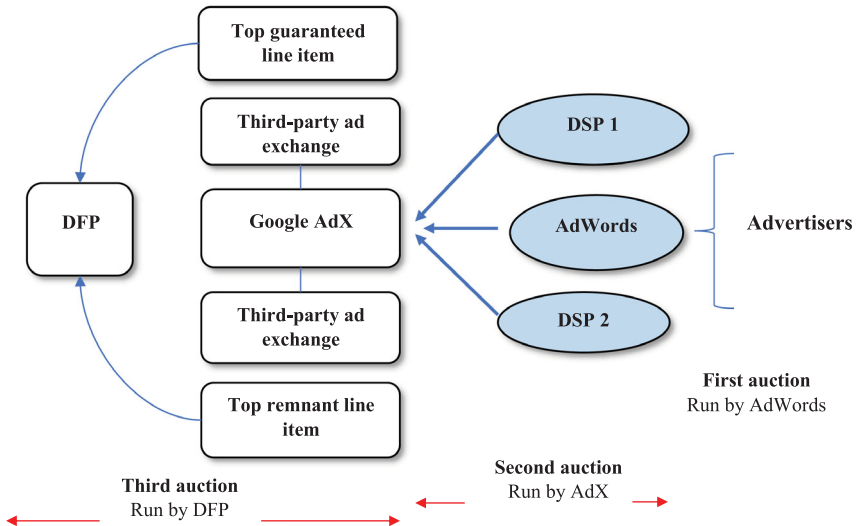 Top guaranteed
line item
Third-party ad
exchange
DSP 1
DFP
Google AdX
AdWords
Advertisers
Third-party ad
exchange
DSP 2
Top remnant line
item
First auction
Run by AdWords
Second auction
Run by AdX
Third auction
Run by DFP